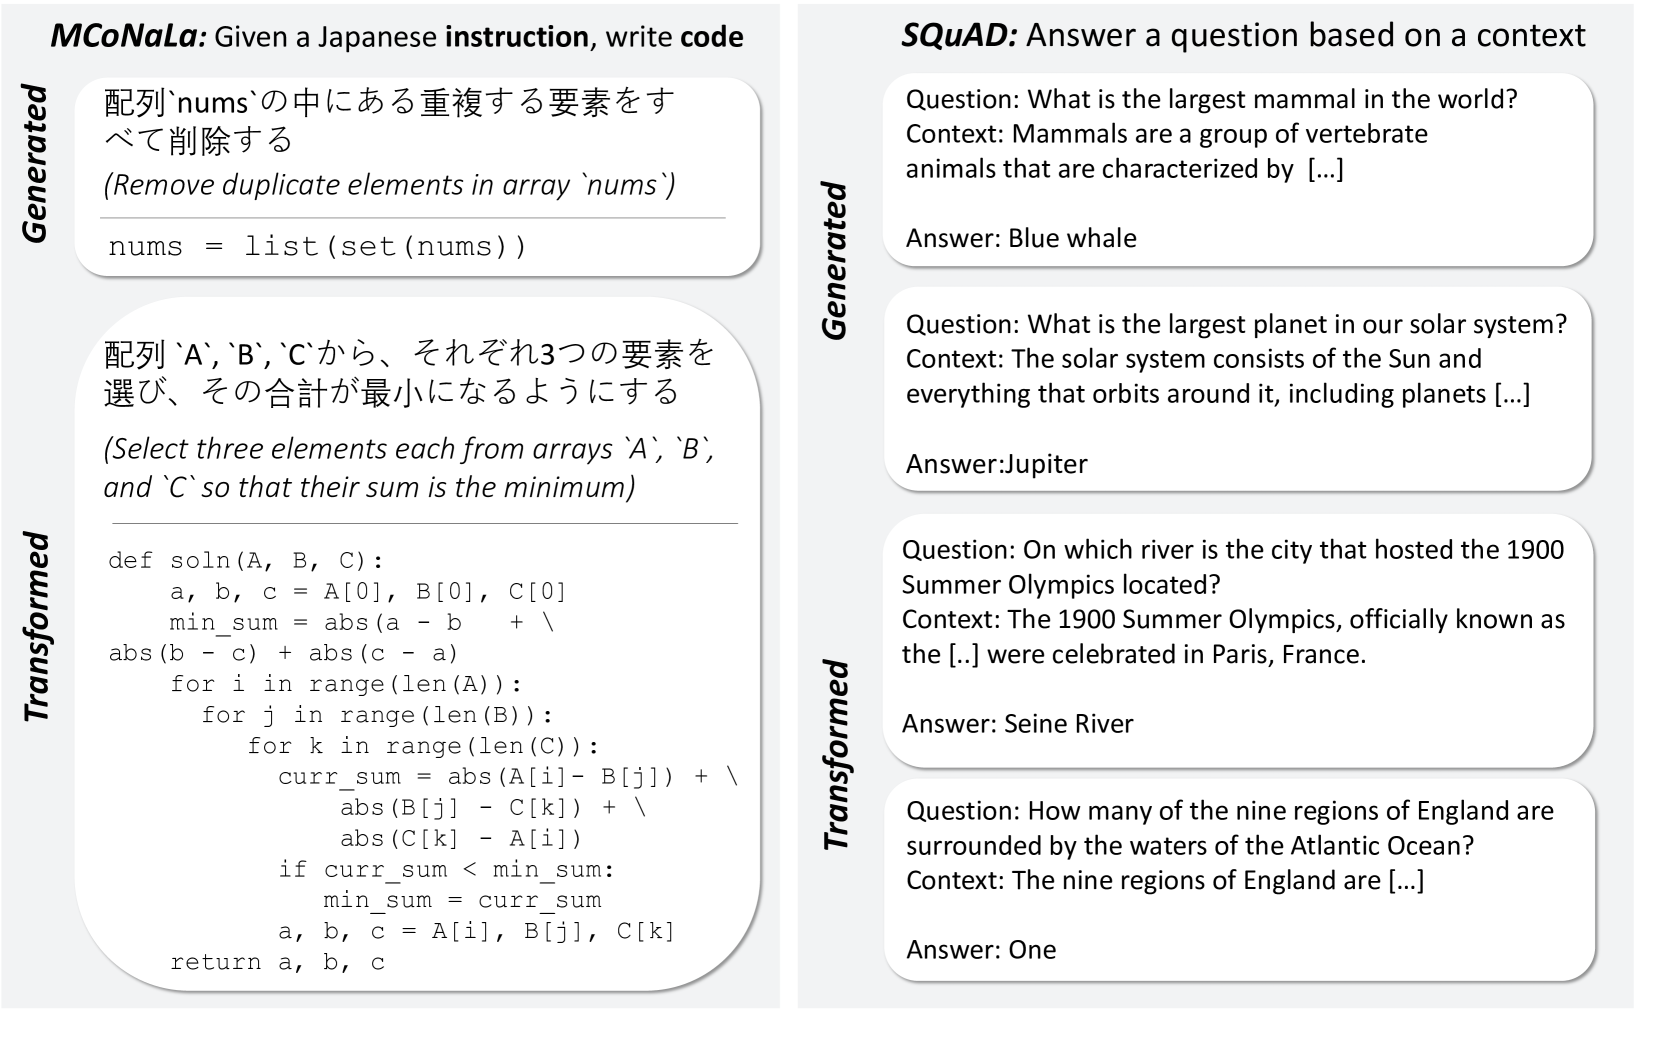 MCoNaLa: Given a Japanese instruction, write code
Generated
配列`nums`の中にある重複する要素をす
べて削除する
(Remove duplicate elements in array `nums`)
nums = list(set(nums))
Transformed
配列 `A`, `B`, `C`から、それぞれ3つの要素を
選び、その合計が最小になるようにする
(Select three elements each from arrays `A`, `B`,
and `C` so that their sum is the minimum)
def soln(A, B, C):
    a, b, c = A[0], B[0], C[0]
    min_sum = abs(a - b   + \
abs(b - c) + abs(c - a)
    for i in range(len(A)):
      for j in range(len(B)):
         for k in range(len(C)):
           curr_sum = abs(A[i]- B[j]) + \
               abs(B[j] - C[k]) + \
               abs(C[k] - A[i])
           if curr_sum < min_sum:
              min_sum = curr_sum
           a, b, c = A[i], B[j], C[k]
    return a, b, c
SQuAD: Answer a question based on a context
Generated
Question: What is the largest mammal in the world?
Context: Mammals are a group of vertebrate
animals that are characterized by  […]
Answer: Blue whale
Question: What is the largest planet in our solar system?
Context: The solar system consists of the Sun and
everything that orbits around it, including planets […]
Answer:Jupiter
Transformed
Question: On which river is the city that hosted the 1900
Summer Olympics located?
Context: The 1900 Summer Olympics, officially known as
the [..] were celebrated in Paris, France.
Answer: Seine River
Question: How many of the nine regions of England are
surrounded by the waters of the Atlantic Ocean?
Context: The nine regions of England are […]
Answer: One